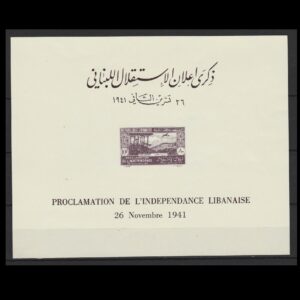 ذكرى اعلان الاستقلال اللبناني
٢٦ تشرين الثاني ١٩٤١
PROCLAMATION DE L'INDEPENDANCE LIBANAISE
26 Novembre 1941